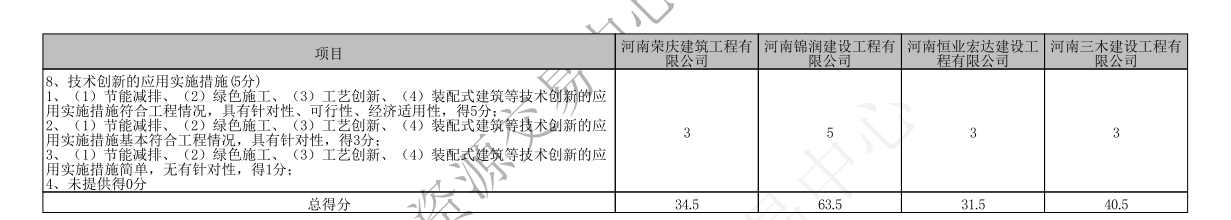 项目
河南荣庆建筑工程有
限公司
河南锦润建设工程有
限公司
河南恒业宏达建设工
程有限公司
河南三木建设工程有
限公司
8、技术创新的应用实施措施(5分)
1、（1）节能减排、（2）绿色施工、（3）工艺创新、（4）装配式建筑等技术创新的应
用实施措施符合工程情况，具有针对性、可行性、经济适用性，得5分;
2、（1）节能减排、（2）绿色施工、（3）工艺创新、（4）装配式建筑等技术创新的应
用实施措施基本符合工程情况，具有针对性，得3分;
3、（1）节能减排、（2）绿色施工、（3）工艺创新、（4）装配式建筑等技术创新的应
用实施措施简单，无有针对性，得1分;
4、未提供得0分
3
5
3
3
总得分
34.5
63.5
31.5
40.5
资源交易中心
易中心